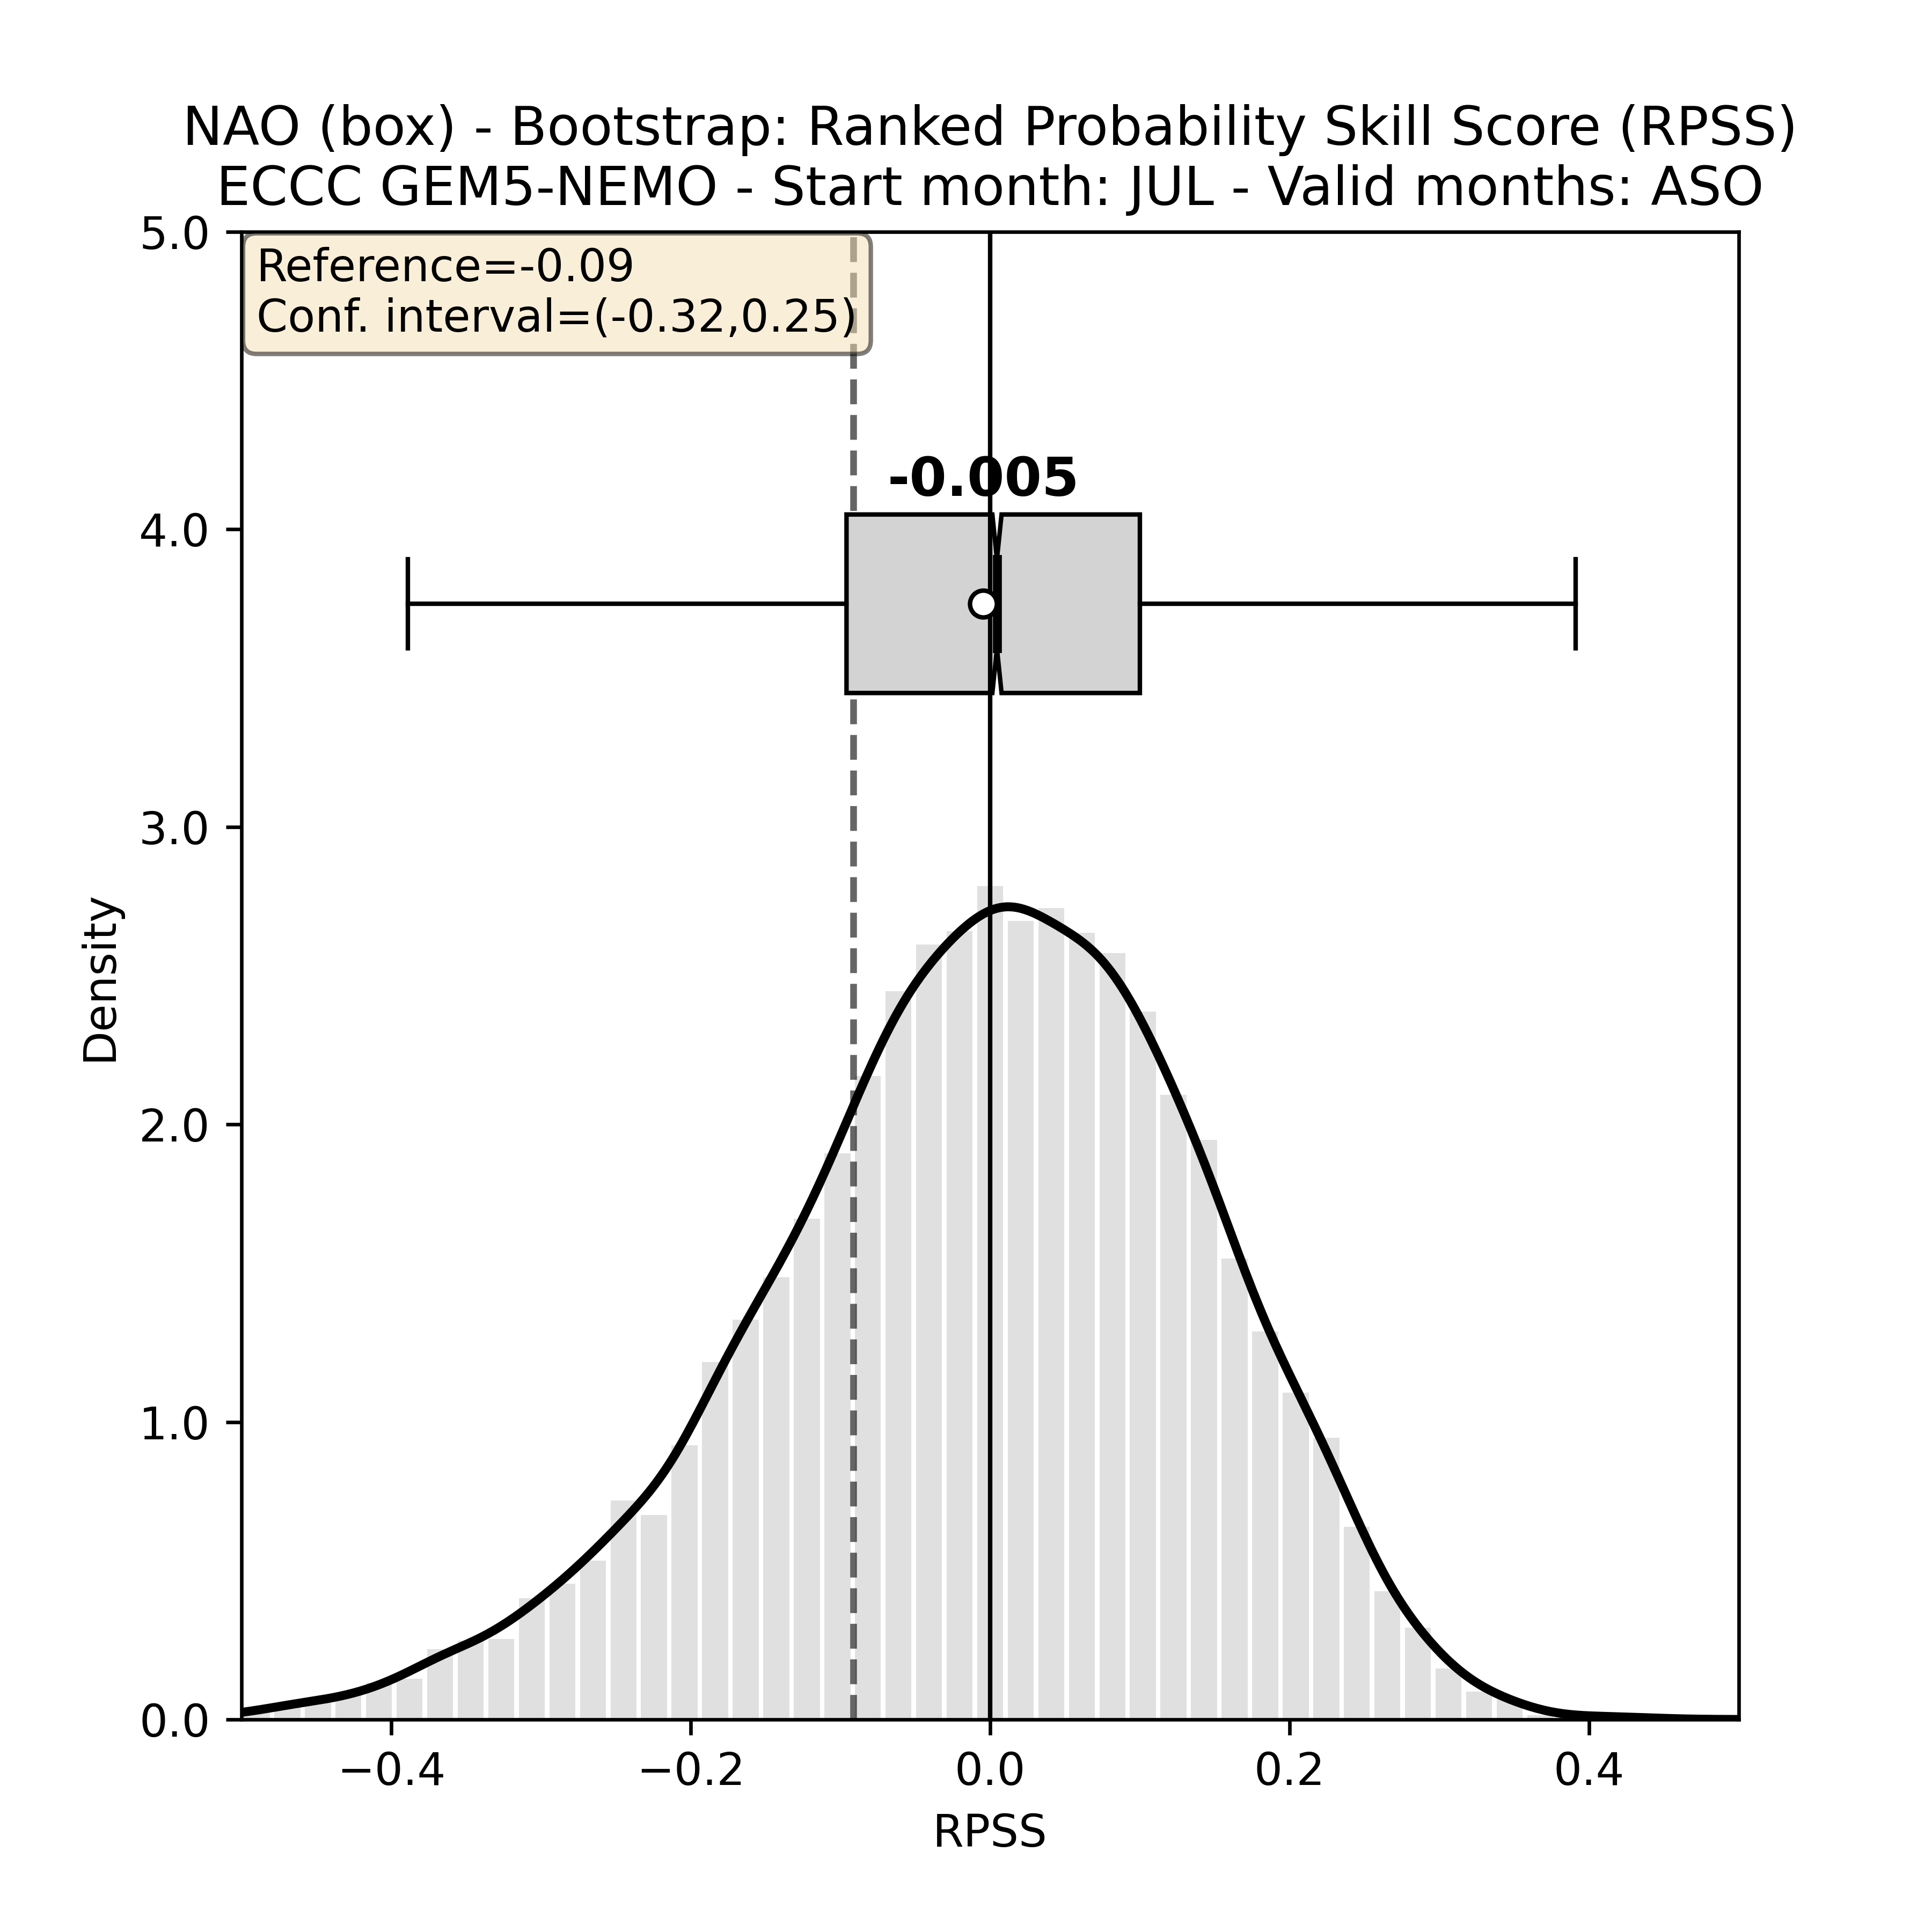 NAO (box) - Bootstrap: Ranked Probability Skill Score (RPSS)
ECCC GEM5-NEMO - Start month: JUL - Valid months: ASO
Reference=-0.09
Conf. interval=(-0.32,0.25)
-0.005
5.0
4.0
3.0
2.0
1.0
0.0
Density
−0.4
−0.2
0.0
0.2
0.4
RPSS